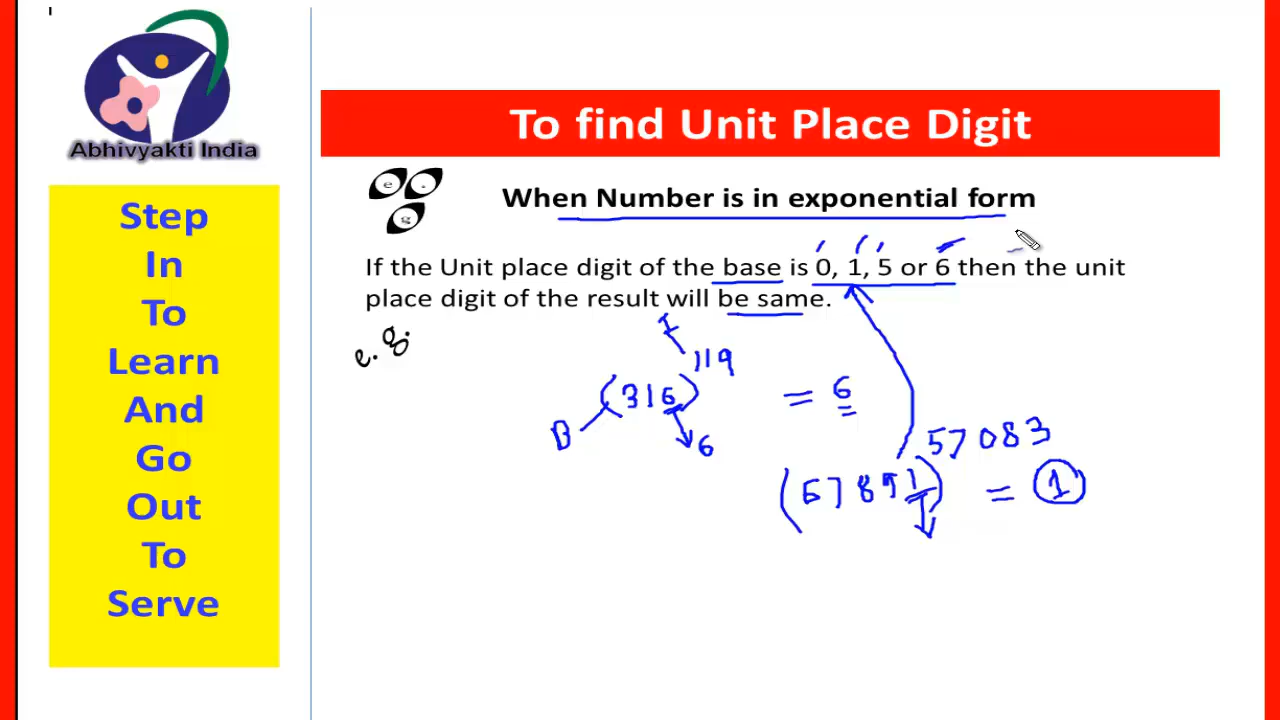 Abhivyakti India
Step
In
To
Learn
And
Go
Out
To
Serve
To find Unit Place Digit
e . g
When Number is in exponential form
If the Unit place digit of the base is 0, 1, 5 or 6 then the unit
place digit of the result will be same.
e. g.
(316)^119 = 6
B
6
57083
= 1